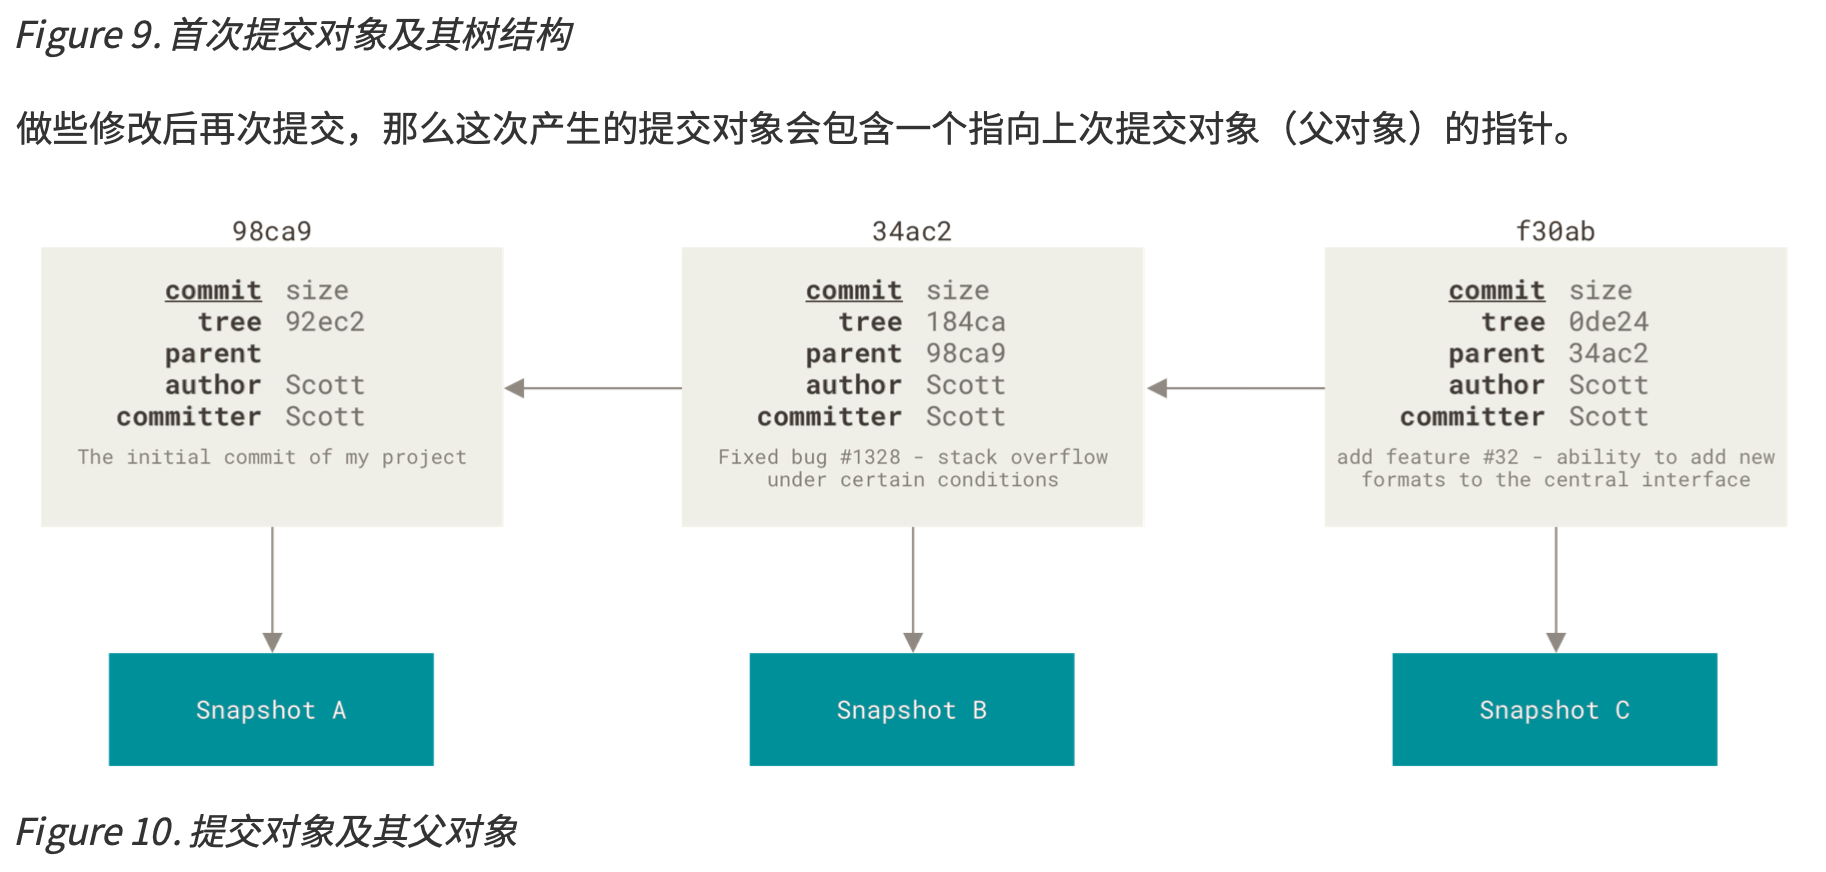 Figure 9. 首次提交对象及其树结构
做些修改后再次提交，那么这次产生的提交对象会包含一个指向上次提交对象（父对象）的指针。
98ca9
commit size
tree 92ec2
parent
author Scott
committer Scott
The initial commit of my project
Snapshot A
34ac2
commit size
tree 184ca
parent 98ca9
author Scott
committer Scott
Fixed bug #1328 - stack overflow
under certain conditions
Snapshot B
f30ab
commit size
tree 0de24
parent 34ac2
author Scott
committer Scott
add feature #32 - ability to add new
formats to the central interface
Snapshot C
Figure 10. 提交对象及其父对象